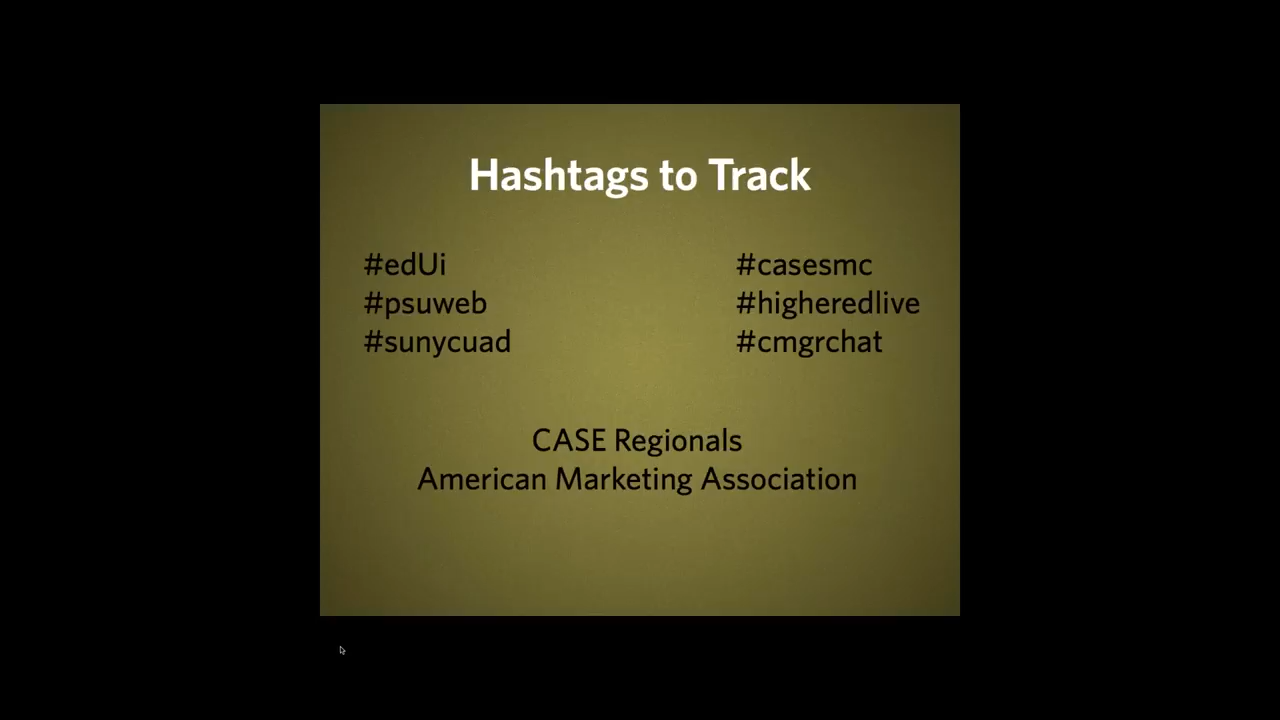 Hashtags to Track
#edUi
#psuweb
#sunycuad
#casesmc
#higheredlive
#cmgrchat
CASE Regionals
American Marketing Association